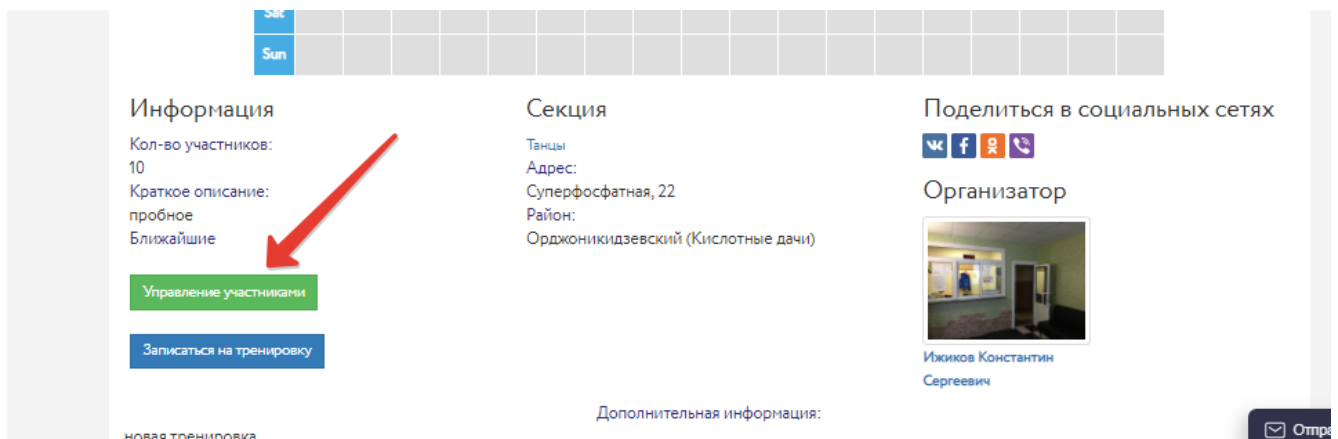 Sat
Sun
Информация
Кол-во участников:
10
Краткое описание:
пробное
Ближайшие
Управление участниками
Записаться на тренировку
Секция
Танцы
Адрес:
Суперфосфатная, 22
Район:
Орджоникидзевский (Кислотные дачи)
Поделиться в социальных сетях
Организатор
Ижиков Константин
Сергеевич
Дополнительная информация:
новая тренировка